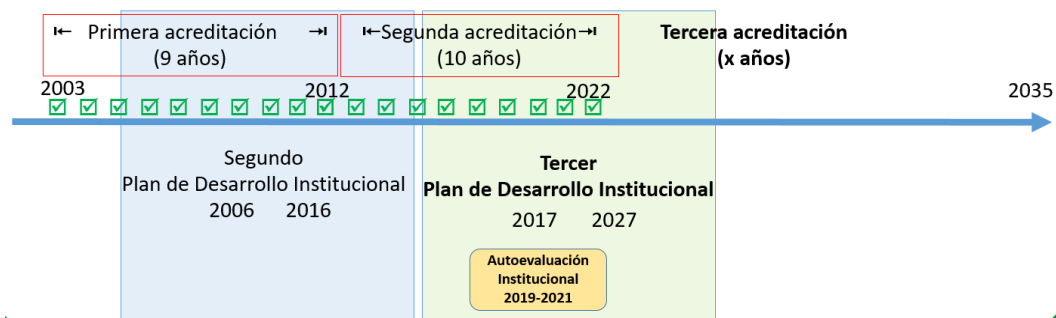 Primera acreditación
(9 años)
Segunda acreditación
(10 años)
Tercera acreditación
(x años)
2003
2012
2022
2035
Segundo
Plan de Desarrollo Institucional
2006 2016
Tercer
Plan de Desarrollo Institucional
2017 2027
Autoevaluación
Institucional
2019-2021